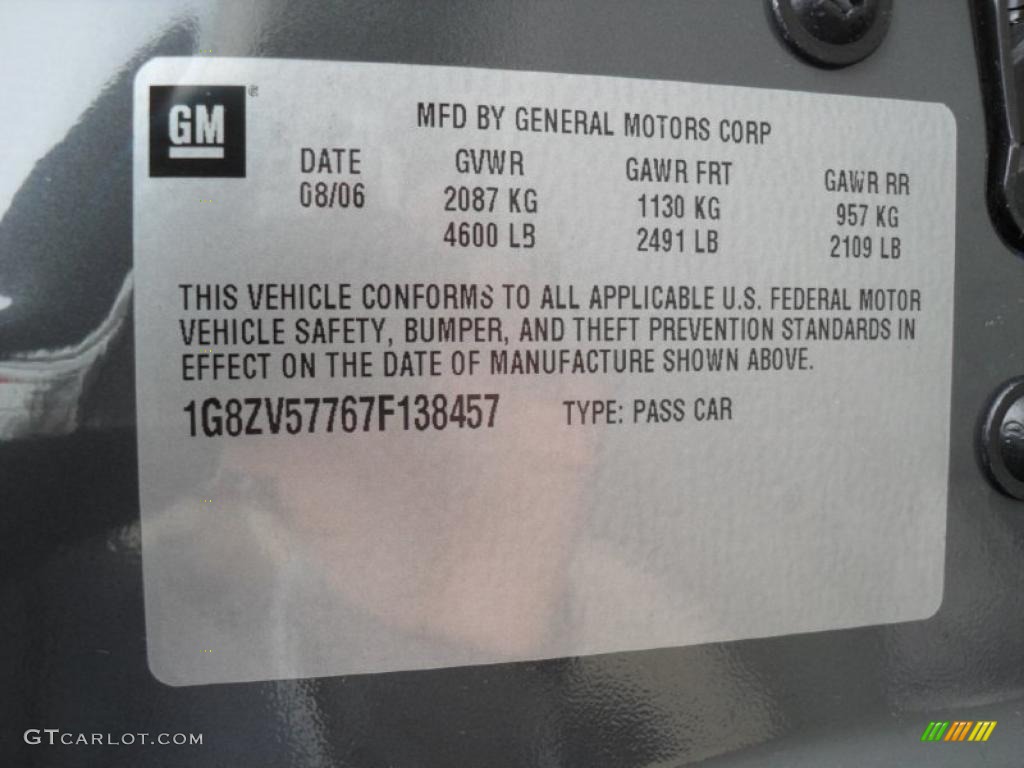 GM®
MFD BY GENERAL MOTORS CORP
DATE GVWR GAWR FRT GAWR RR
08/06 2087 KG 1130 KG 957 KG
4600 LB 2491 LB 2109 LB
THIS VEHICLE CONFORMS TO ALL APPLICABLE U.S. FEDERAL MOTOR
VEHICLE SAFETY, BUMPER, AND THEFT PREVENTION STANDARDS IN
EFFECT ON THE DATE OF MANUFACTURE SHOWN ABOVE.
1G8ZV57767F138457 TYPE: PASS CAR
GTCARLOT.COM